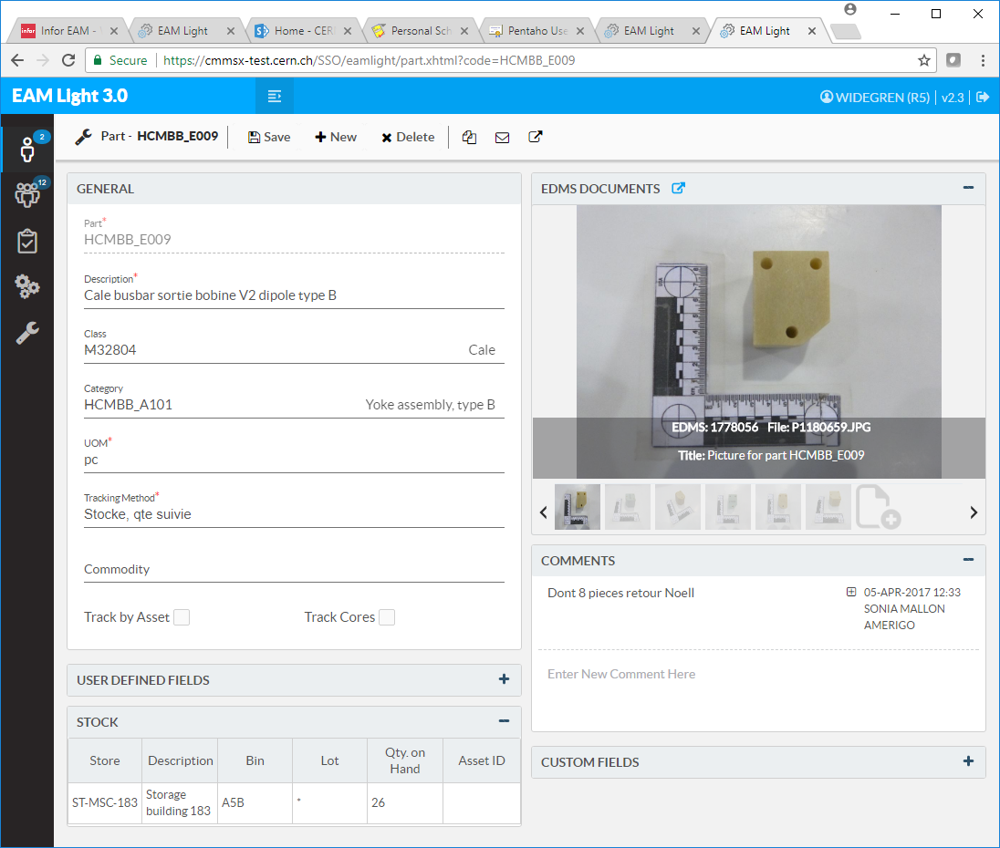 Infor EAM -
EAM Light
Home - CERN
Personal Sch
Pentaho Use
EAM Light
EAM Light
Secure
https://cmmsx-test.cern.ch/SSO/eamlight/part.xhtml?code=HCMBB_E009
EAM Light 3.0
WIDEGREN (R5)
v2.3
2
12
Part - HCMBB_E009
Save
New
Delete
GENERAL
Part*
HCMBB_E009
Description*
Cale busbar sortie bobine V2 dipole type B
Class
M32804 Cale
Category
HCMBB_A101 Yoke assembly, type B
UOM*
pc
Tracking Method*
Stocke, qte suivie
Commodity
Track by Asset
Track Cores
USER DEFINED FIELDS
STOCK
Store Description Bin Lot Qty. on Hand Asset ID
ST-MSC-183 Storage building 183 A5B * 26
EDMS DOCUMENTS
EDMS: 1778056 File: P1180659.JPG
Title: Picture for part HCMBB_E009
COMMENTS
Dont 8 pieces retour Noell
05-APR-2017 12:33
SONIA MALLON
AMERIGO
Enter New Comment Here
CUSTOM FIELDS